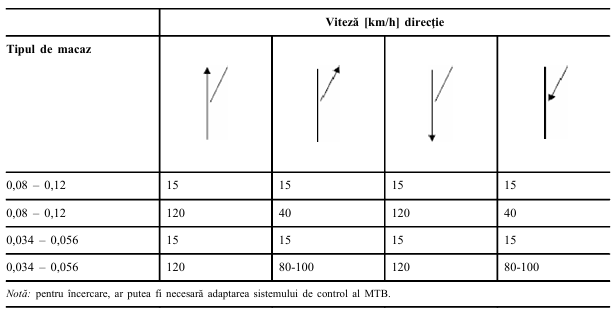 Viteză [km/h] direcție
Tipul de macaz
0,08 – 0,12 15 15 15 15
0,08 – 0,12 120 40 120 40
0,034 – 0,056 15 15 15 15
0,034 – 0,056 120 80-100 120 80-100
Notă: pentru încercare, ar putea fi necesară adaptarea sistemului de control al MTB.